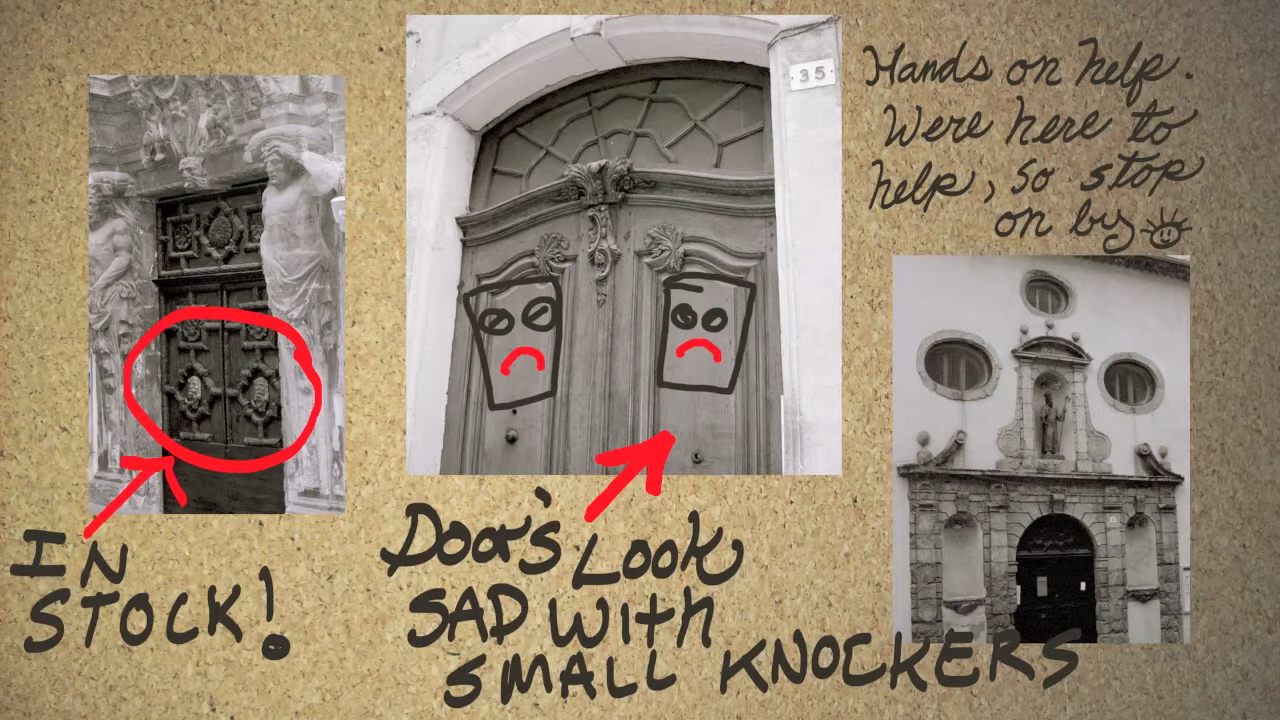 35
Hands on help.
Were here to
help, so stop
on by
IN
STOCK!
Door's Look
SAD with
SMALL KNOCKERS